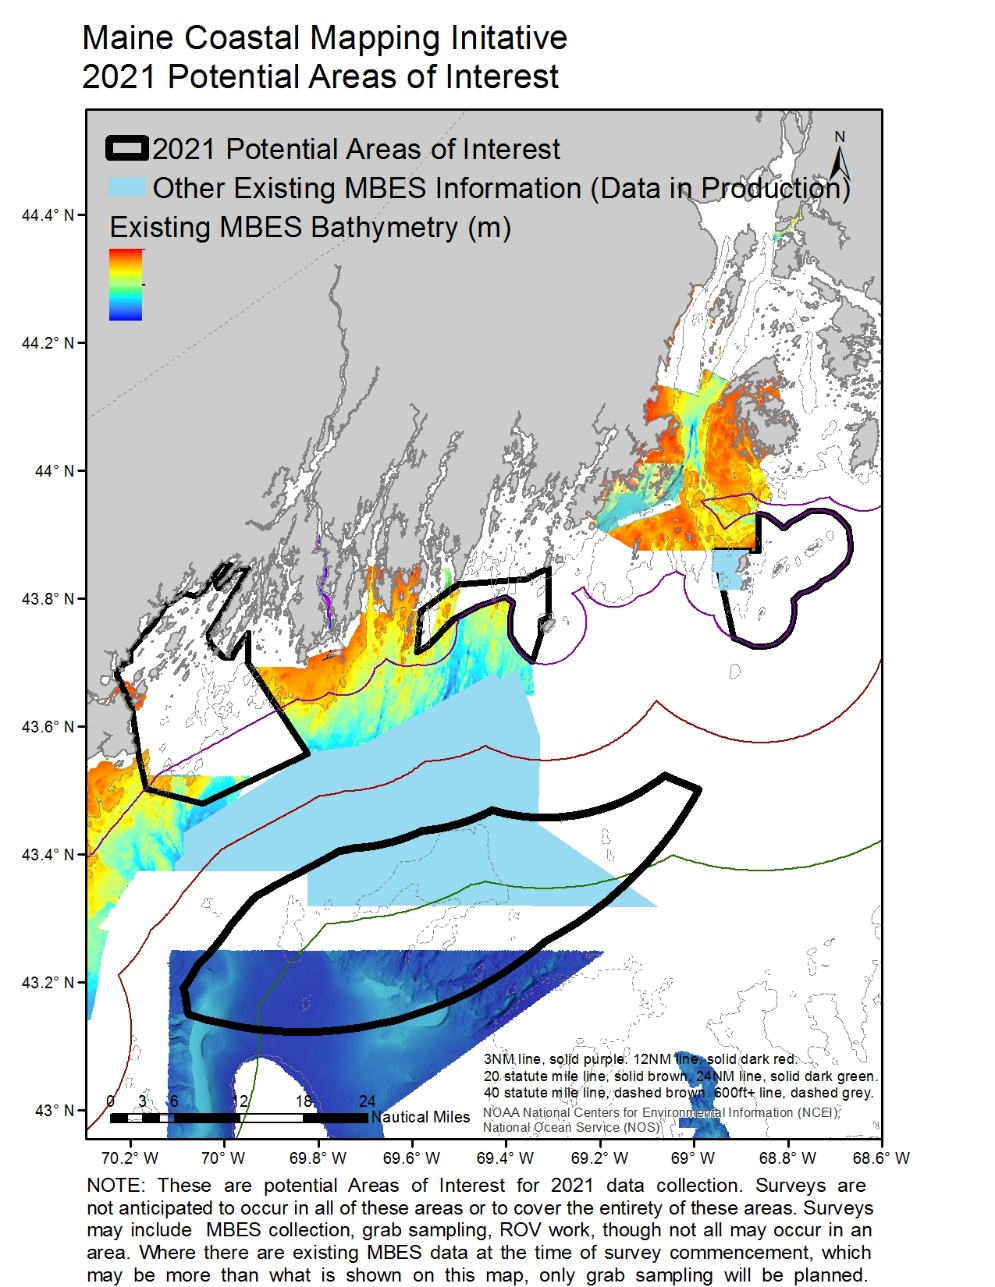 Maine Coastal Mapping Initative
2021 Potential Areas of Interest
N
2021 Potential Areas of Interest
Other Existing MBES Information (Data in Production)
Existing MBES Bathymetry (m)
44.4° N
44.2° N
44° N
43.8° N
43.6° N
43.4° N
43.2° N
43° N
3NM line, solid purple. 12NM line, solid dark red.
20 statute mile line, solid brown. 24NM line, solid dark green.
40 statute mile line, dashed brown. 600ft+ line, dashed grey.
NOAA National Centers for Environmental Information (NCEI),
National Ocean Service (NOS)
0 3 6 12 18 24
Nautical Miles
70.2° W 70° W 69.8° W 69.6° W 69.4° W 69.2° W 69° W 68.8° W 68.6° W
NOTE: These are potential Areas of Interest for 2021 data collection. Surveys are
not anticipated to occur in all of these areas or to cover the entirety of these areas. Surveys
may include MBES collection, grab sampling, ROV work, though not all may occur in an
area. Where there are existing MBES data at the time of survey commencement, which
may be more than what is shown on this map, only grab sampling will be planned.